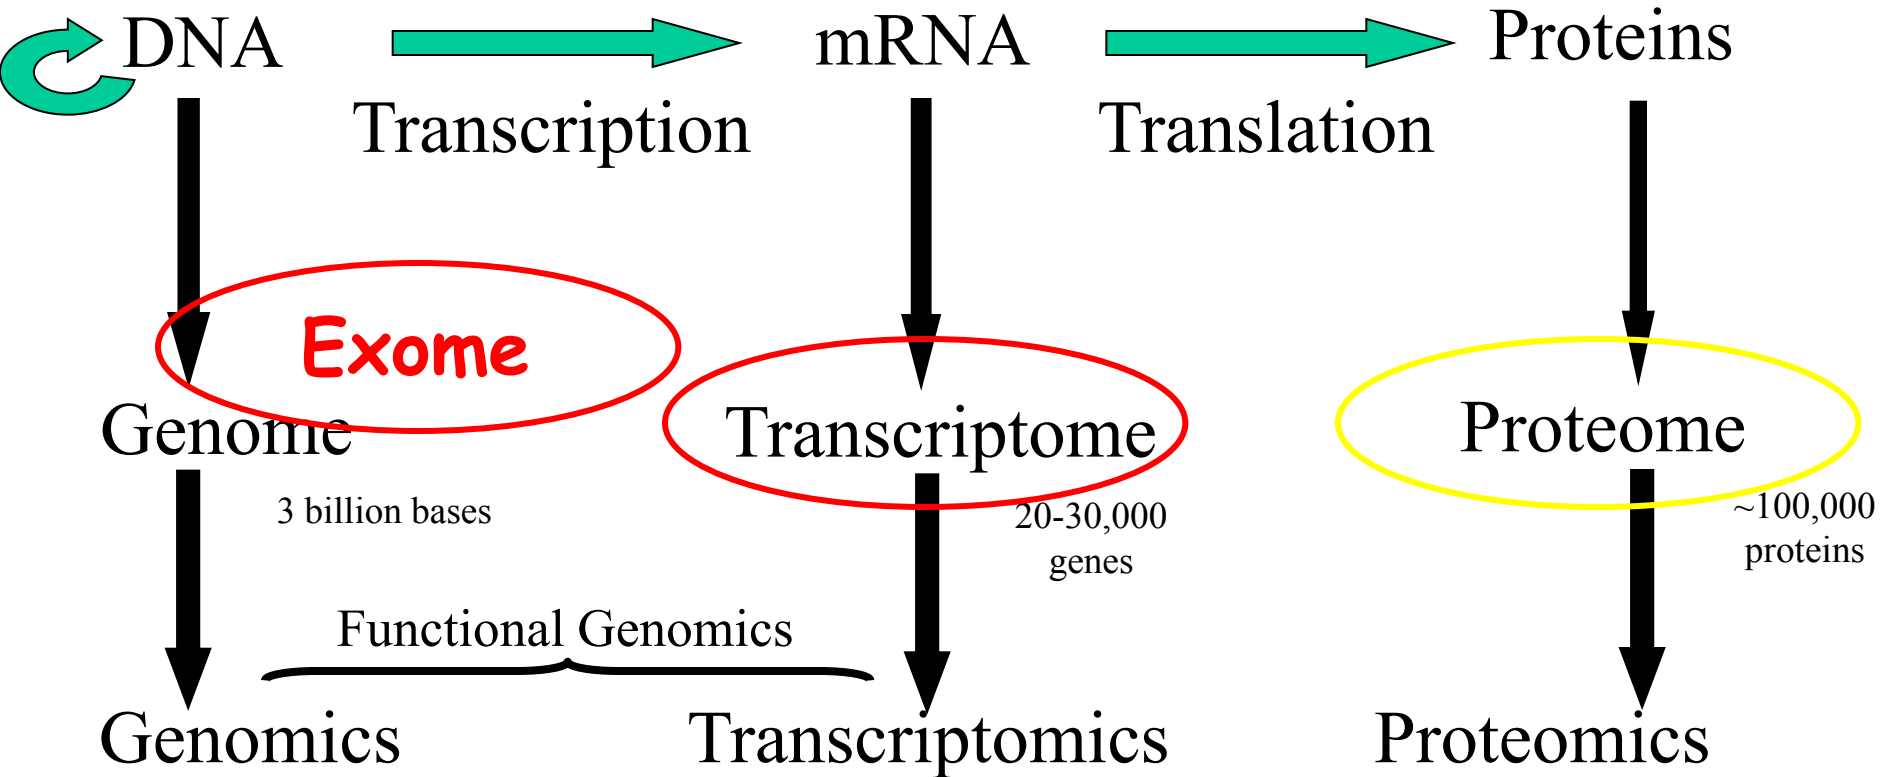 DNA
mRNA
Proteins
Transcription
Translation
Exome
Genome
Transcriptome
Proteome
3 billion bases
20-30,000
genes
~100,000
proteins
Functional Genomics
Genomics
Transcriptomics
Proteomics